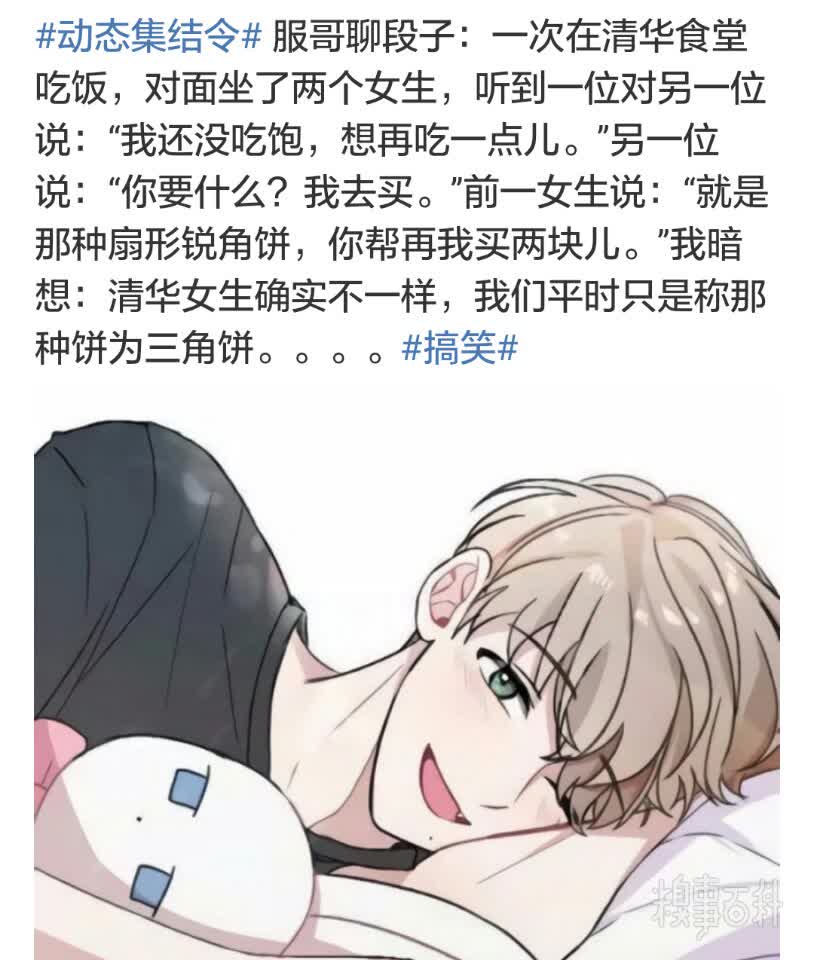 #动态集结令# 服哥聊段子：一次在清华食堂
吃饭，对面坐了两个女生，听到一位对另一位
说：“我还没吃饱，想再吃一点儿。”另一位
说：“你要什么？我去买。”前一女生说：“就是
那种扇形锐角饼，你帮再我买两块儿。”我暗
想：清华女生确实不一样，我们平时只是称那
种饼为三角饼。。。。#搞笑#
糗事百科